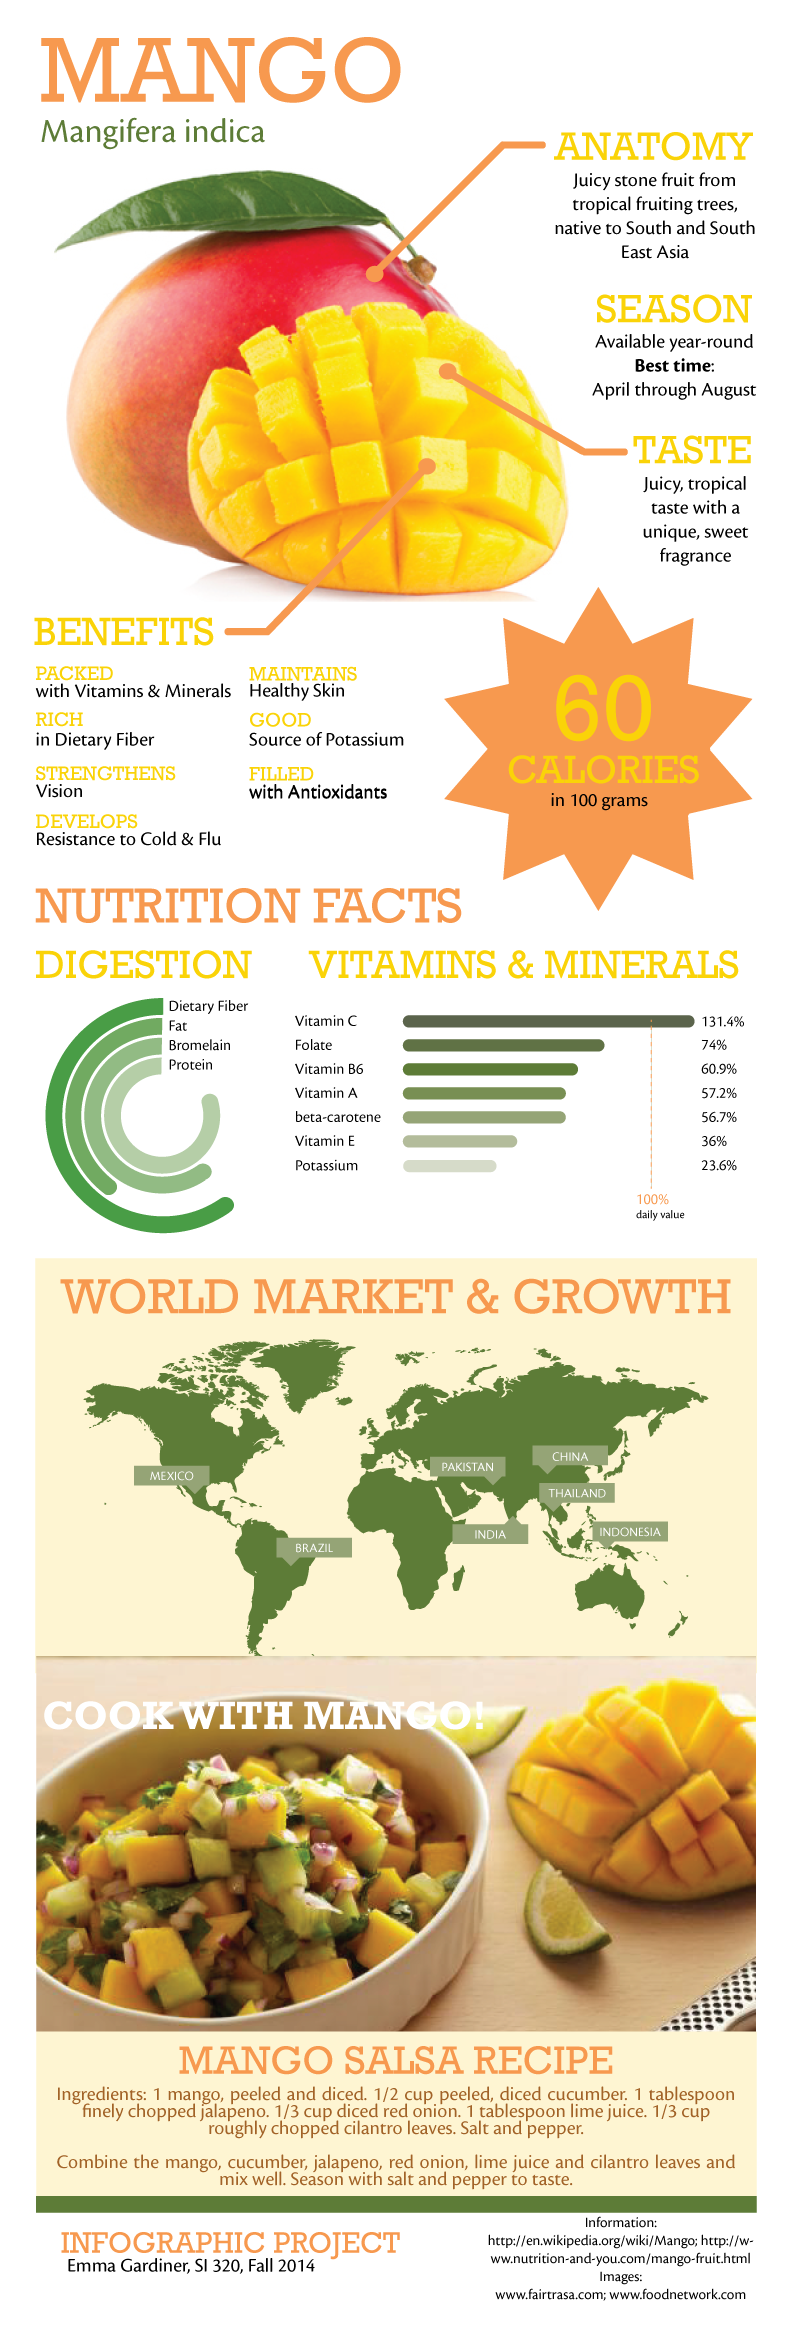 MANGO
Mangifera indica
ANATOMY
Juicy stone fruit from
tropical fruiting trees,
native to South and South
East Asia
SEASON
Available year-round
Best time:
April through August
TASTE
Juicy, tropical
taste with a
unique, sweet
fragrance
BENEFITS
PACKED
with Vitamins & Minerals
RICH
in Dietary Fiber
STRENGTHENS
Vision
DEVELOPS
Resistance to Cold & Flu
MAINTAINS
Healthy Skin
GOOD
Source of Potassium
FILLED
with Antioxidants
60
CALORIES
in 100 grams
NUTRITION FACTS
DIGESTION
Dietary Fiber
Fat
Bromelain
Protein
VITAMINS & MINERALS
Vitamin C 131.4%
Folate 74%
Vitamin B6 60.9%
Vitamin A 57.2%
beta-carotene 56.7%
Vitamin E 36%
Potassium 23.6%
100%
daily value
WORLD MARKET & GROWTH
MEXICO
BRAZIL
PAKISTAN
CHINA
THAILAND
INDIA
INDONESIA
COOK WITH MANGO!
MANGO SALSA RECIPE
Ingredients: 1 mango, peeled and diced. 1/2 cup peeled, diced cucumber. 1 tablespoon
finely chopped jalapeno. 1/3 cup diced red onion. 1 tablespoon lime juice. 1/3 cup
roughly chopped cilantro leaves. Salt and pepper.
Combine the mango, cucumber, jalapeno, red onion, lime juice and cilantro leaves and
mix well. Season with salt and pepper to taste.
INFOGRAPHIC PROJECT
Emma Gardiner, SI 320, Fall 2014
Information:
http://en.wikipedia.org/wiki/Mango; http://w-
ww.nutrition-and-you.com/mango-fruit.html
Images:
www.fairtrasa.com; www.foodnetwork.com